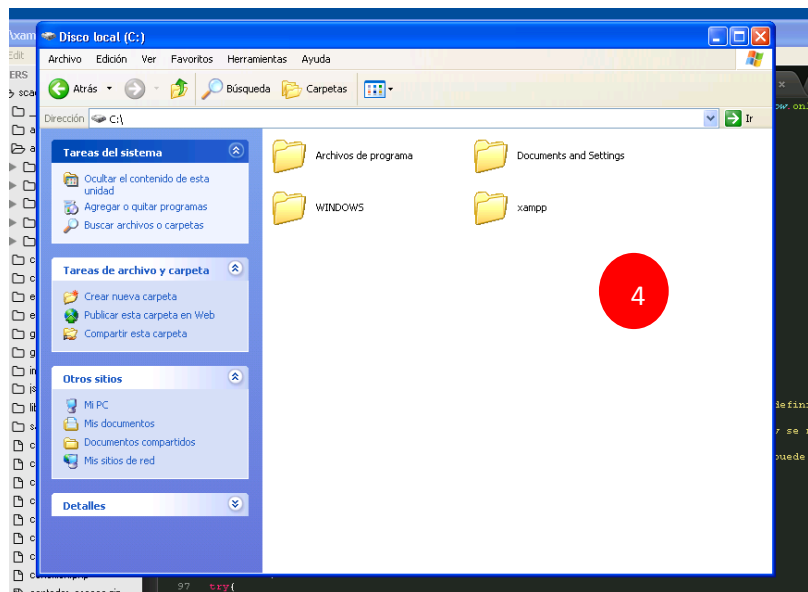 \xam
Disco local (C:)
Edit
Archivo Edición Ver Favoritos Herramientas Ayuda
ERS
Atrás Búsqueda Carpetas
sca
Dirección C:\ Ir
Tareas del sistema
Ocultar el contenido de esta
unidad
Agregar o quitar programas
Buscar archivos o carpetas
Archivos de programa Documents and Settings
WINDOWS xampp
Tareas de archivo y carpeta
Crear nueva carpeta
Publicar esta carpeta en Web
Compartir esta carpeta
4
Otros sitios
Mi PC
Mis documentos
Documentos compartidos
Mis sitios de red
Detalles
97 try{